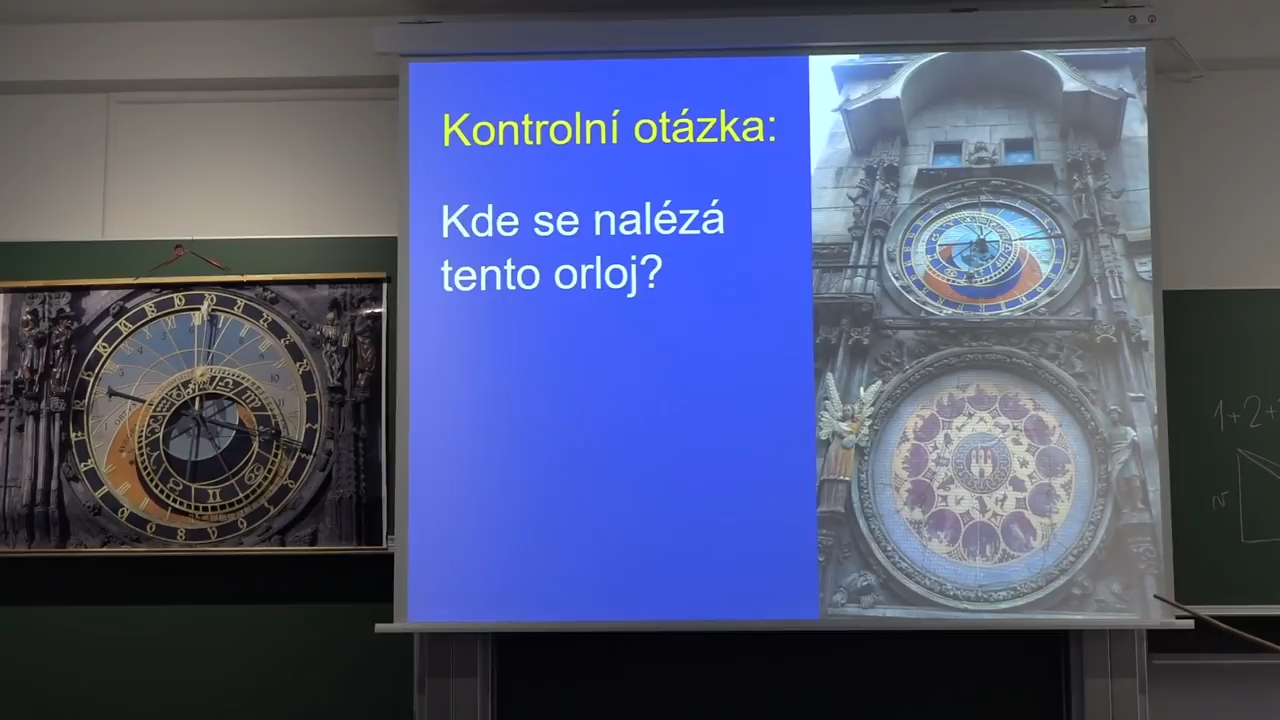 Kontrolní otázka:
Kde se nalézá
tento orloj?
1+2+